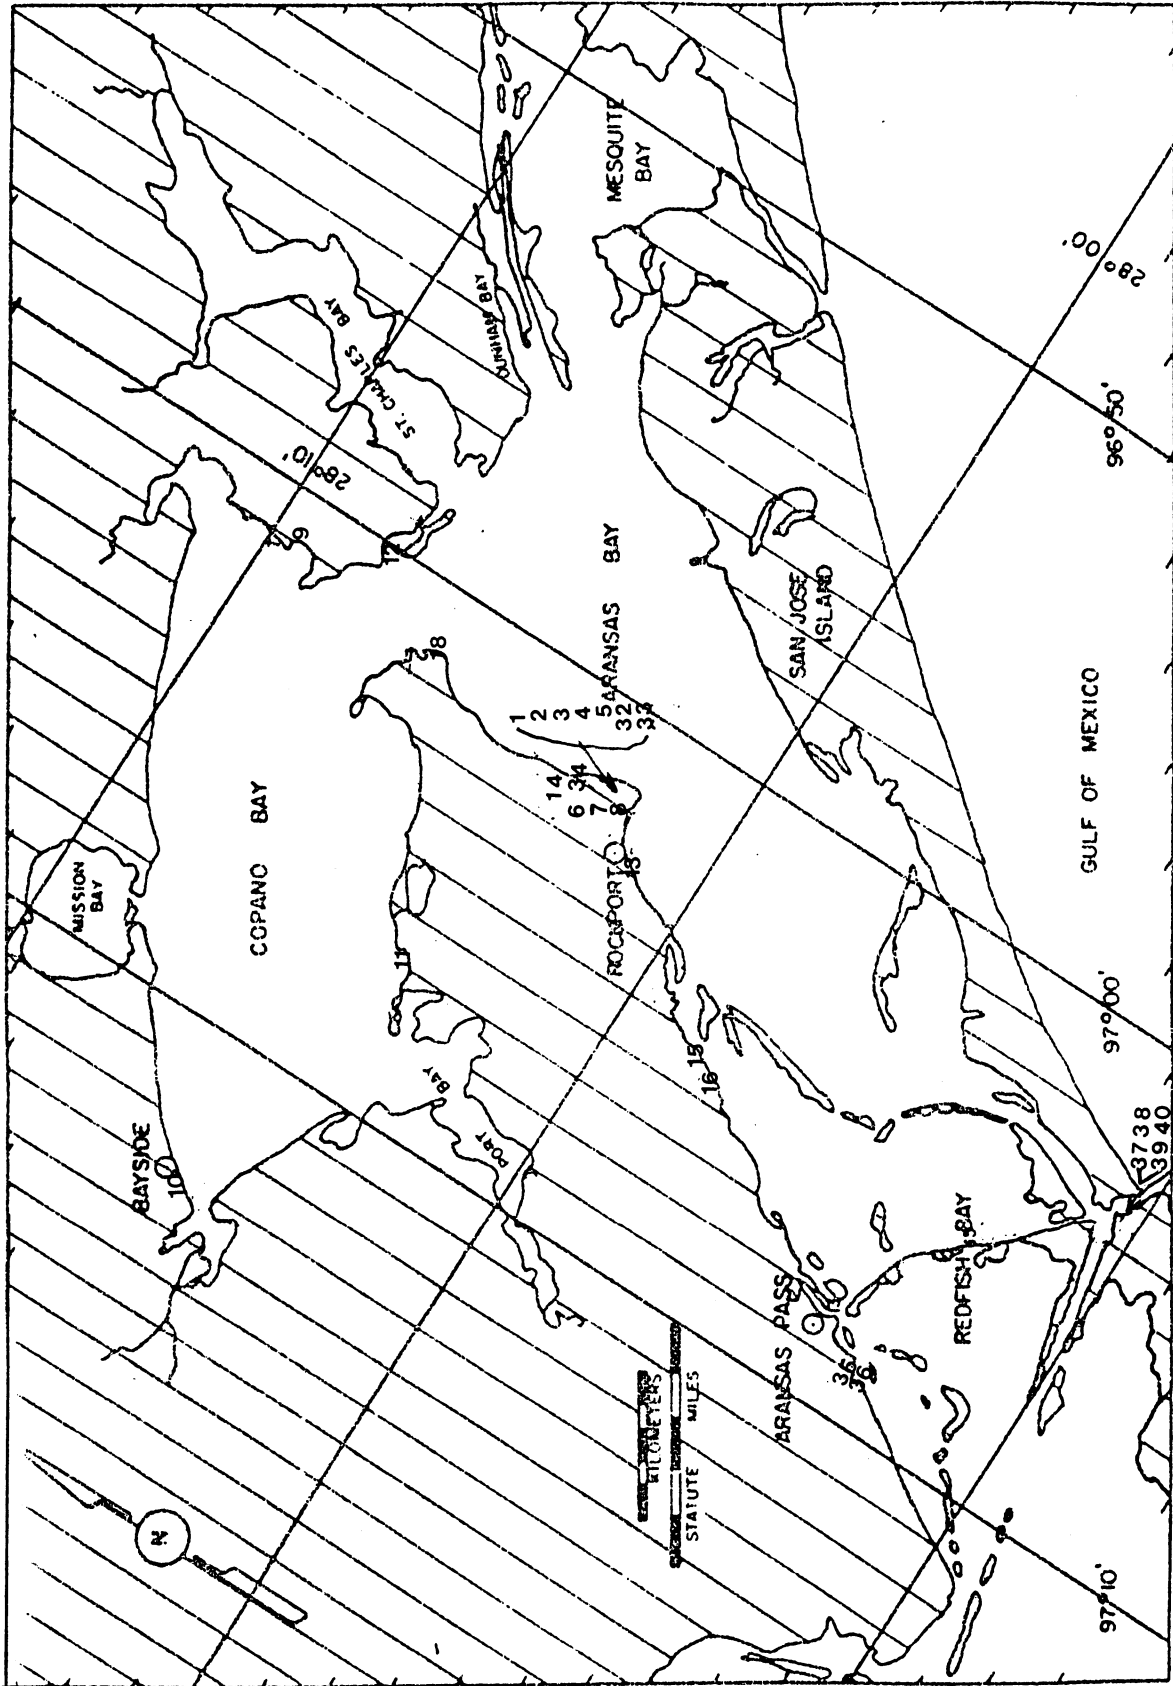 MISSION
BAY
COPANO BAY
BAYSIDE
10
11
9
12
28° 10'
ST. CHARLES BAY
DUNHAM BAY
MESQUITE
BAY
PORT
BAY
18
1
2
3
4
5
32
33
14
34
6
7
8
ARANSAS BAY
ROCKPORT
13
15
16
SAN JOSE
ISLAND
ARANSAS PASS
36
REDFISH BAY
KILOMETERS
STATUTE MILES
N
GULF OF MEXICO
37 38
39 40
28° 00'
96° 50'
97° 00'
97° 10'